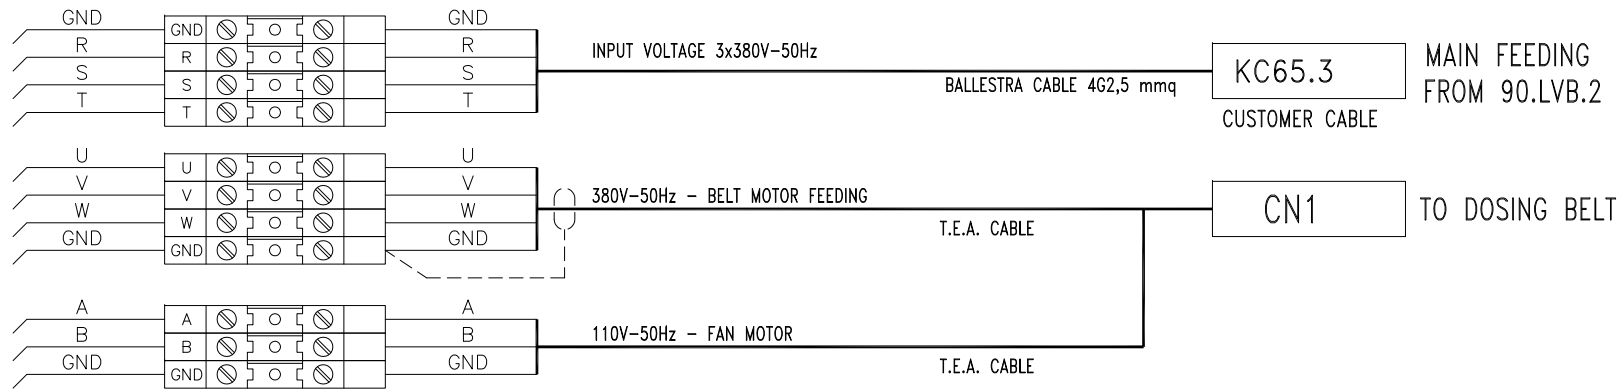 GND GND GND
R R R
S S S
T T T
INPUT VOLTAGE 3x380V-50Hz
BALLESTRA CABLE 4G2,5 mmq
KC65.3
CUSTOMER CABLE
MAIN FEEDING
FROM 90.LVB.2
U U U
V V V
W W W
GND GND GND
380V-50Hz - BELT MOTOR FEEDING
T.E.A. CABLE
CN1
TO DOSING BELT
A A A
B B B
GND GND GND
110V-50Hz - FAN MOTOR
T.E.A. CABLE